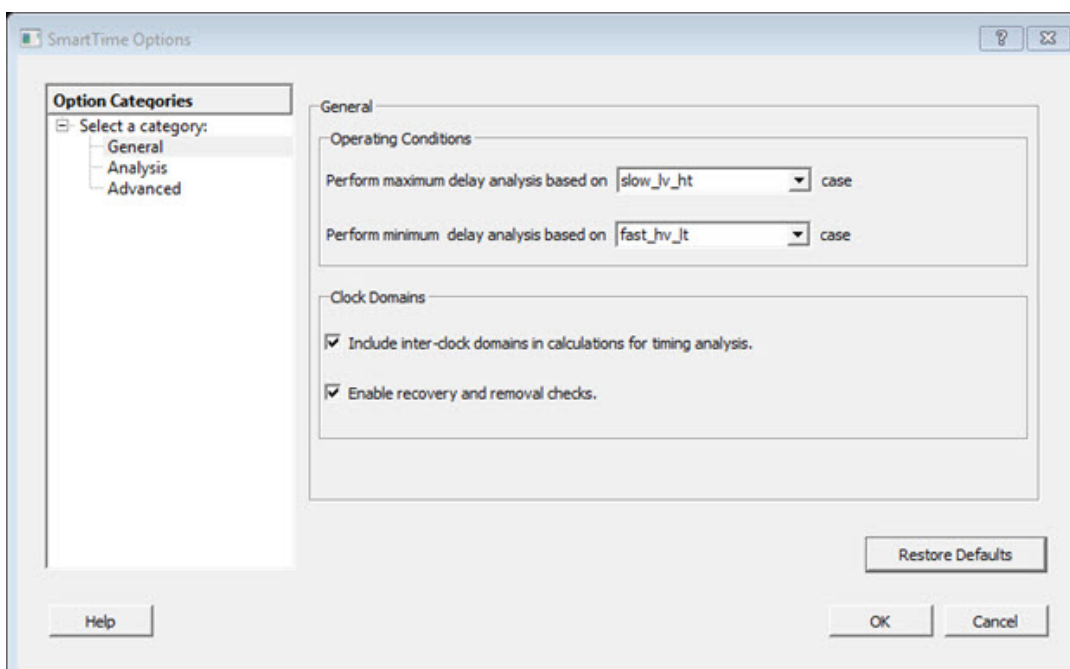 SmartTime Options
Option Categories
Select a category:
General
Analysis
Advanced
General
Operating Conditions
Perform maximum delay analysis based on slow_lv_ht case
Perform minimum delay analysis based on fast_hv_lt case
Clock Domains
Include inter-clock domains in calculations for timing analysis.
Enable recovery and removal checks.
Restore Defaults
Help OK Cancel